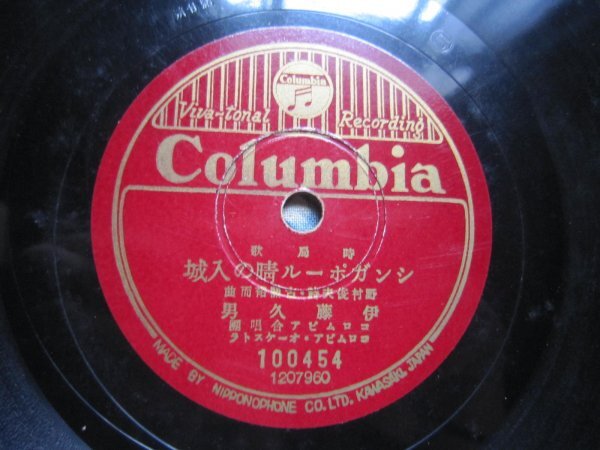 Columbia
Viva-tonal Recording
Columbia
時局歌
シンガポール晴の入城
野村俊夫詩・古關裕而曲
伊藤久男
コロムビア合唱團
コロムビア・オーケストラ
100454
1207960
MADE BY NIPPONOPHONE CO. LTD. KAWASAKI, JAPAN